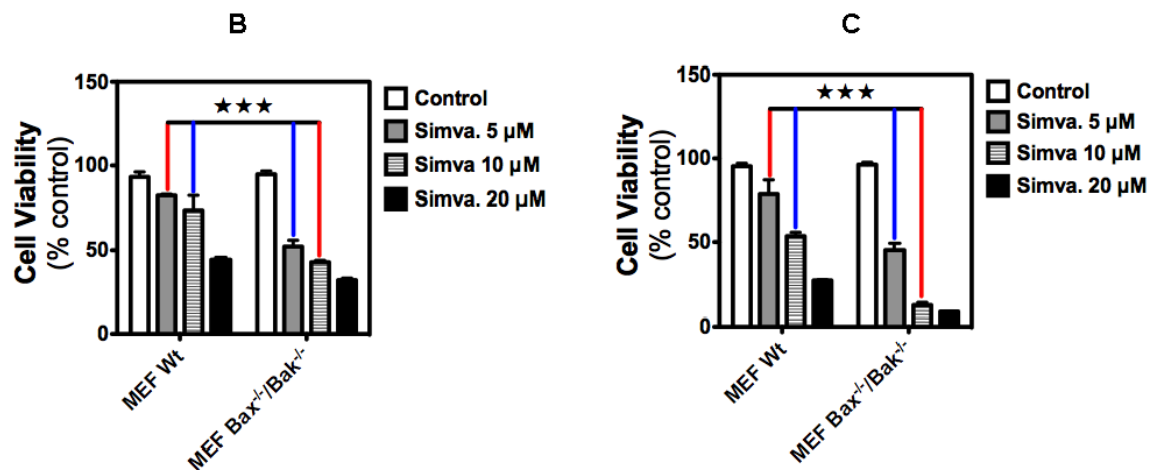 B
150
100
50
0
Cell Viability
(% control)
★★★
Control
Simva. 5 µM
Simva 10 µM
Simva. 20 µM
MEF Wt
MEF Bax-/-/Bak-/-
C
150
100
50
0
Cell Viability
(% control)
★★★
Control
Simva. 5 µM
Simva 10 µM
Simva. 20 µM
MEF Wt
MEF Bax-/-/Bak-/-